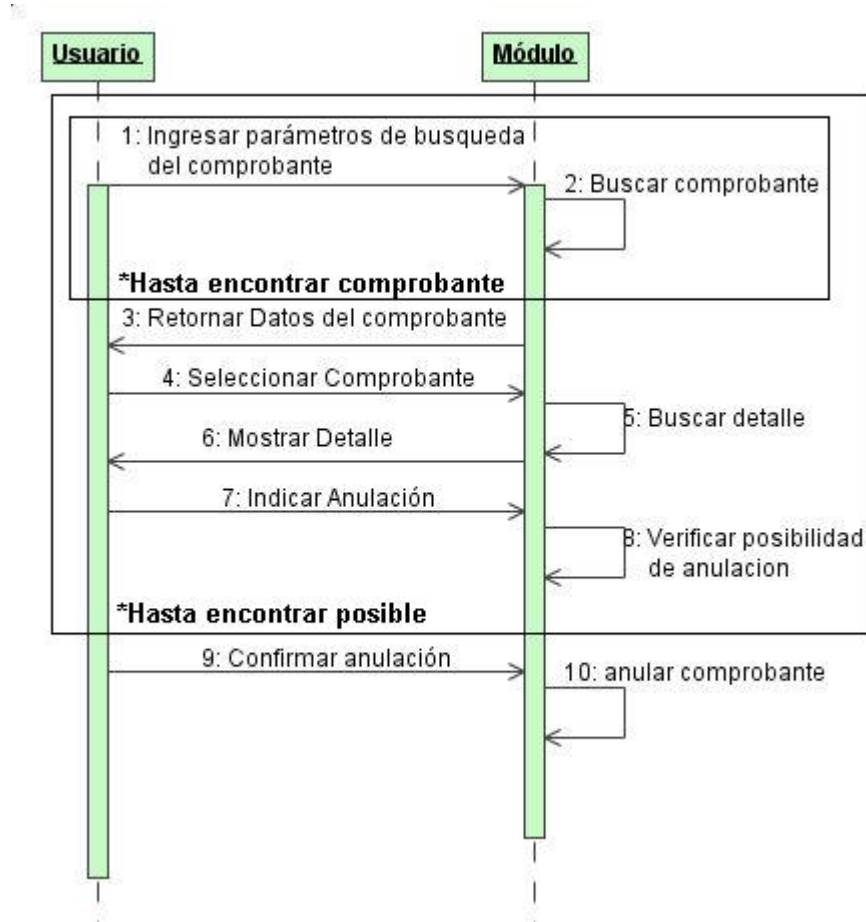 Usuario
Módulo
1: Ingresar parámetros de busqueda
del comprobante
2: Buscar comprobante
*Hasta encontrar comprobante
3: Retornar Datos del comprobante
4: Seleccionar Comprobante
5: Buscar detalle
6: Mostrar Detalle
7: Indicar Anulación
8: Verificar posibilidad
de anulacion
*Hasta encontrar posible
9: Confirmar anulación
10: anular comprobante